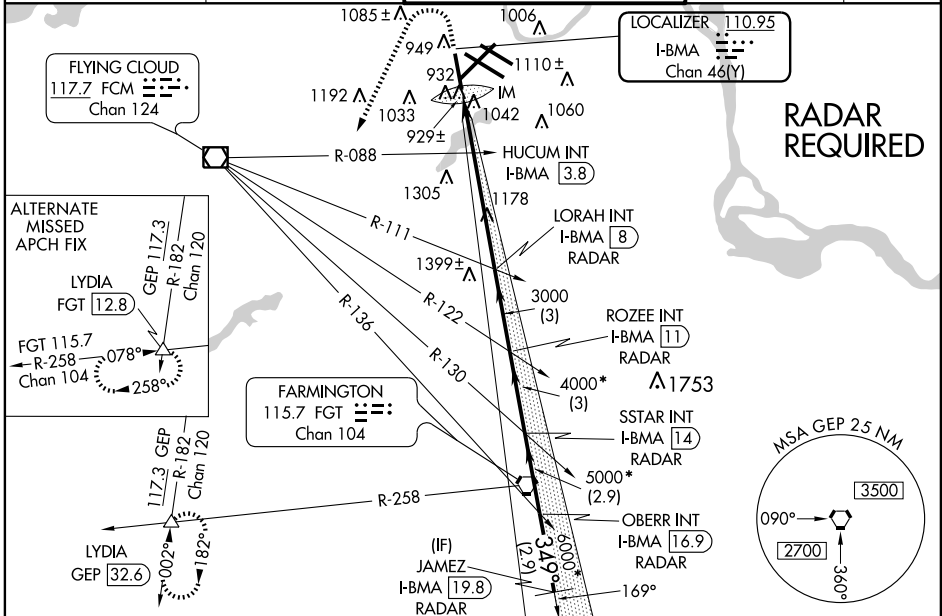 1085 ±
1006
949
LOCALIZER 110.95
I-BMA
Chan 46(Y)
FLYING CLOUD
117.7 FCM
Chan 124
932
1110 ±
1192
1033
IM
1042
1060
929 ±
RADAR
REQUIRED
R-088
HUCUM INT
I-BMA 3.8
1305
1178
ALTERNATE
MISSED
APCH FIX
GEP 117.3
R-182
Chan 120
LYDIA
FGT 12.8
FGT 115.7
R-258
Chan 104
078°
258°
R-111
LORAH INT
I-BMA 8
RADAR
1399 ±
R-122
3000
(3)
R-136
R-130
ROZEE INT
I-BMA 11
RADAR
4000*
(3)
1753
FARMINGTON
115.7 FGT
Chan 104
SSTAR INT
I-BMA 14
RADAR
5000*
(2.9)
MSA GEP 25 NM
3500
090°
2700
360°
117.3 GEP
R-182
Chan 120
R-258
OBERR INT
I-BMA 16.9
RADAR
LYDIA
GEP 32.6
002°
182°
(IF)
JAMEZ
I-BMA 19.8
RADAR
(2.9)
349°
6000*
169°